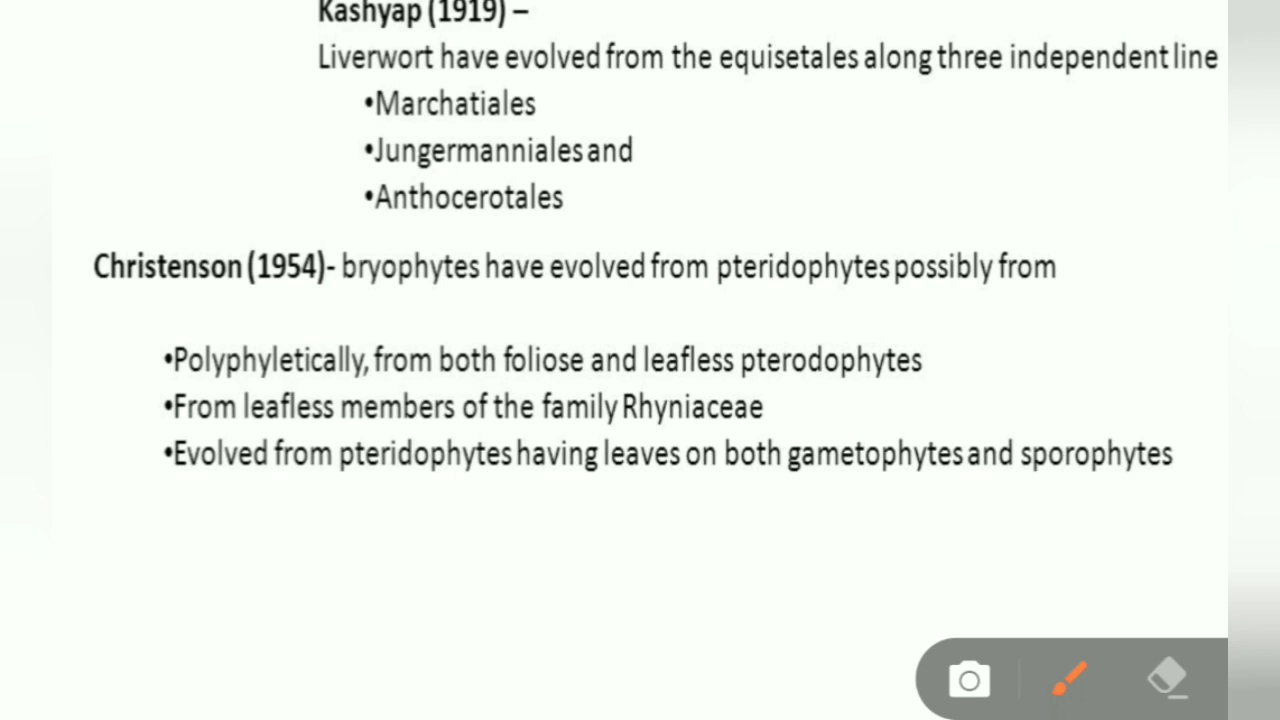 Kashyap (1919) –
Liverwort have evolved from the equisetales along three independent line
•Marchatiales
•Jungermanniales and
•Anthocerotales
Christenson (1954)- bryophytes have evolved from pteridophytes possibly from
•Polyphyletically, from both foliose and leafless pterodophytes
•From leafless members of the family Rhyniaceae
•Evolved from pteridophytes having leaves on both gametophytes and sporophytes